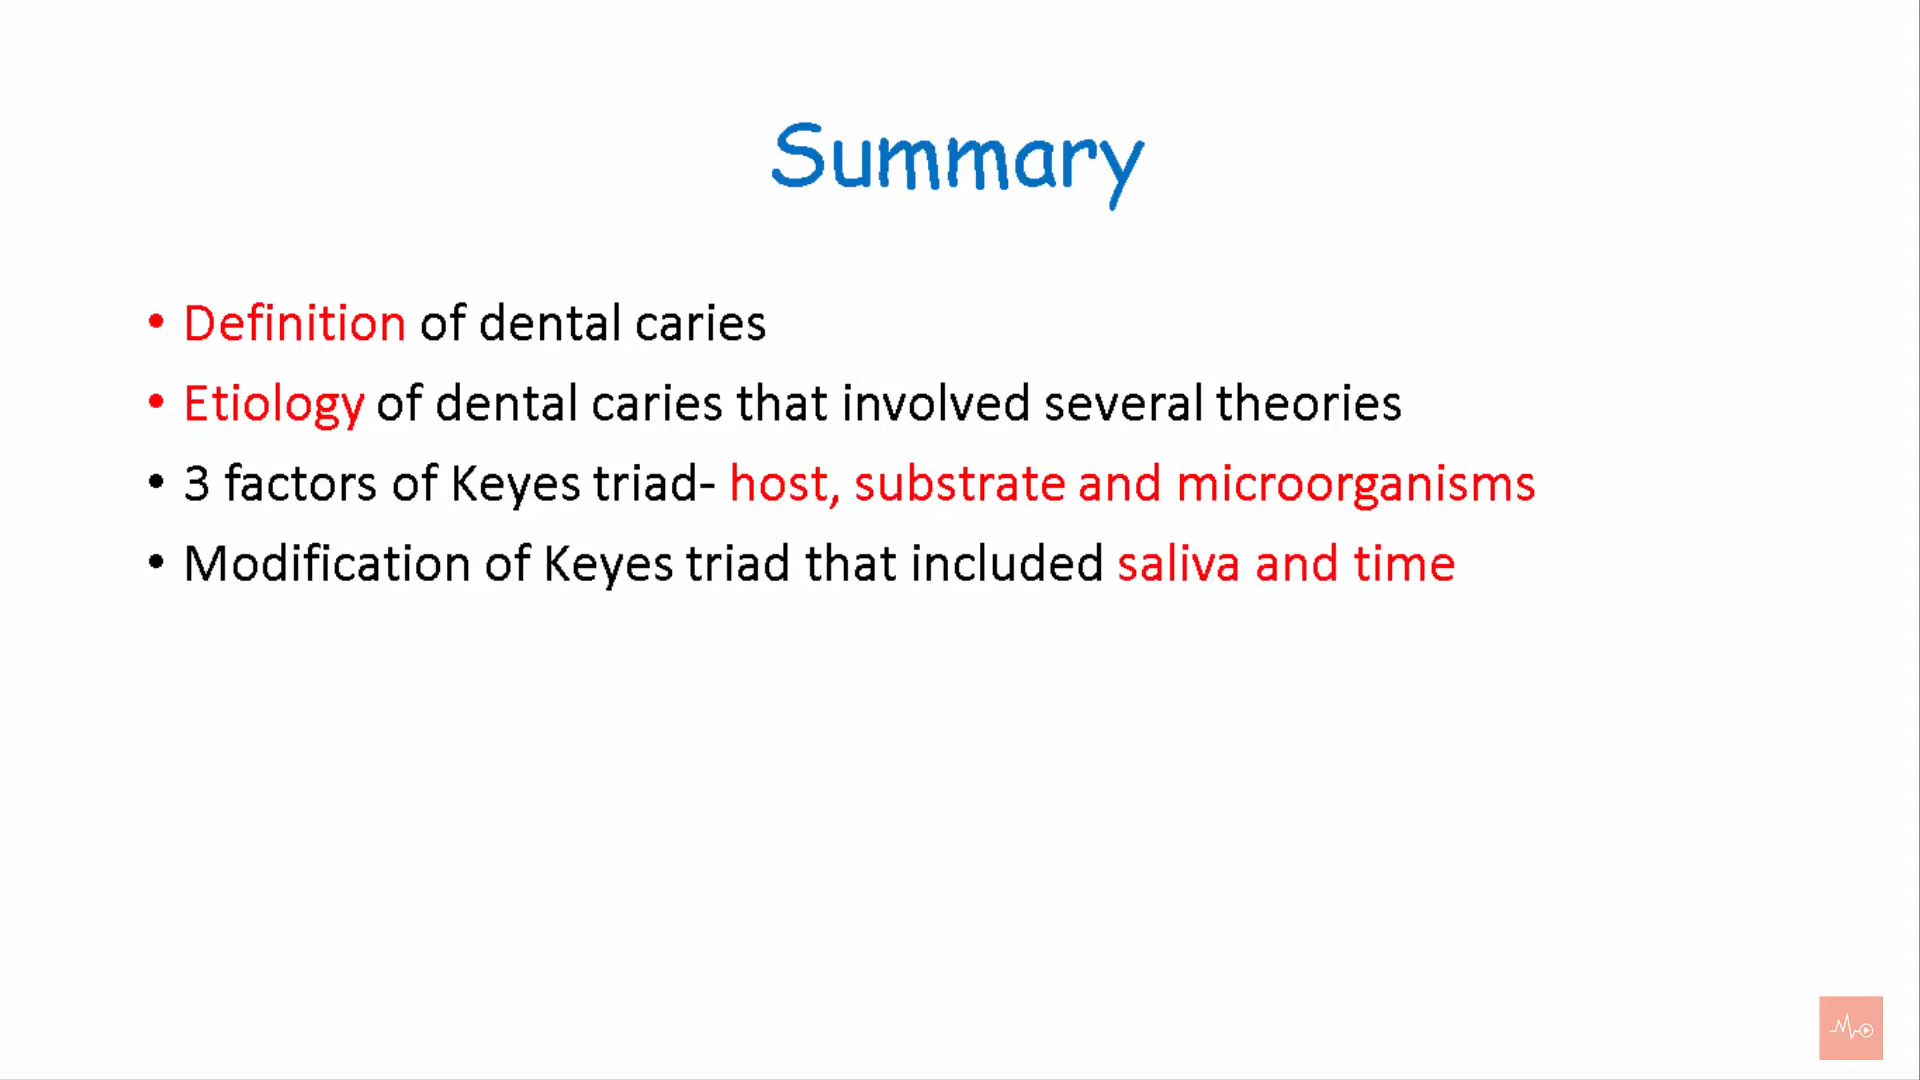 Summary
• Definition of dental caries
• Etiology of dental caries that involved several theories
• 3 factors of Keyes triad- host, substrate and microorganisms
• Modification of Keyes triad that included saliva and time